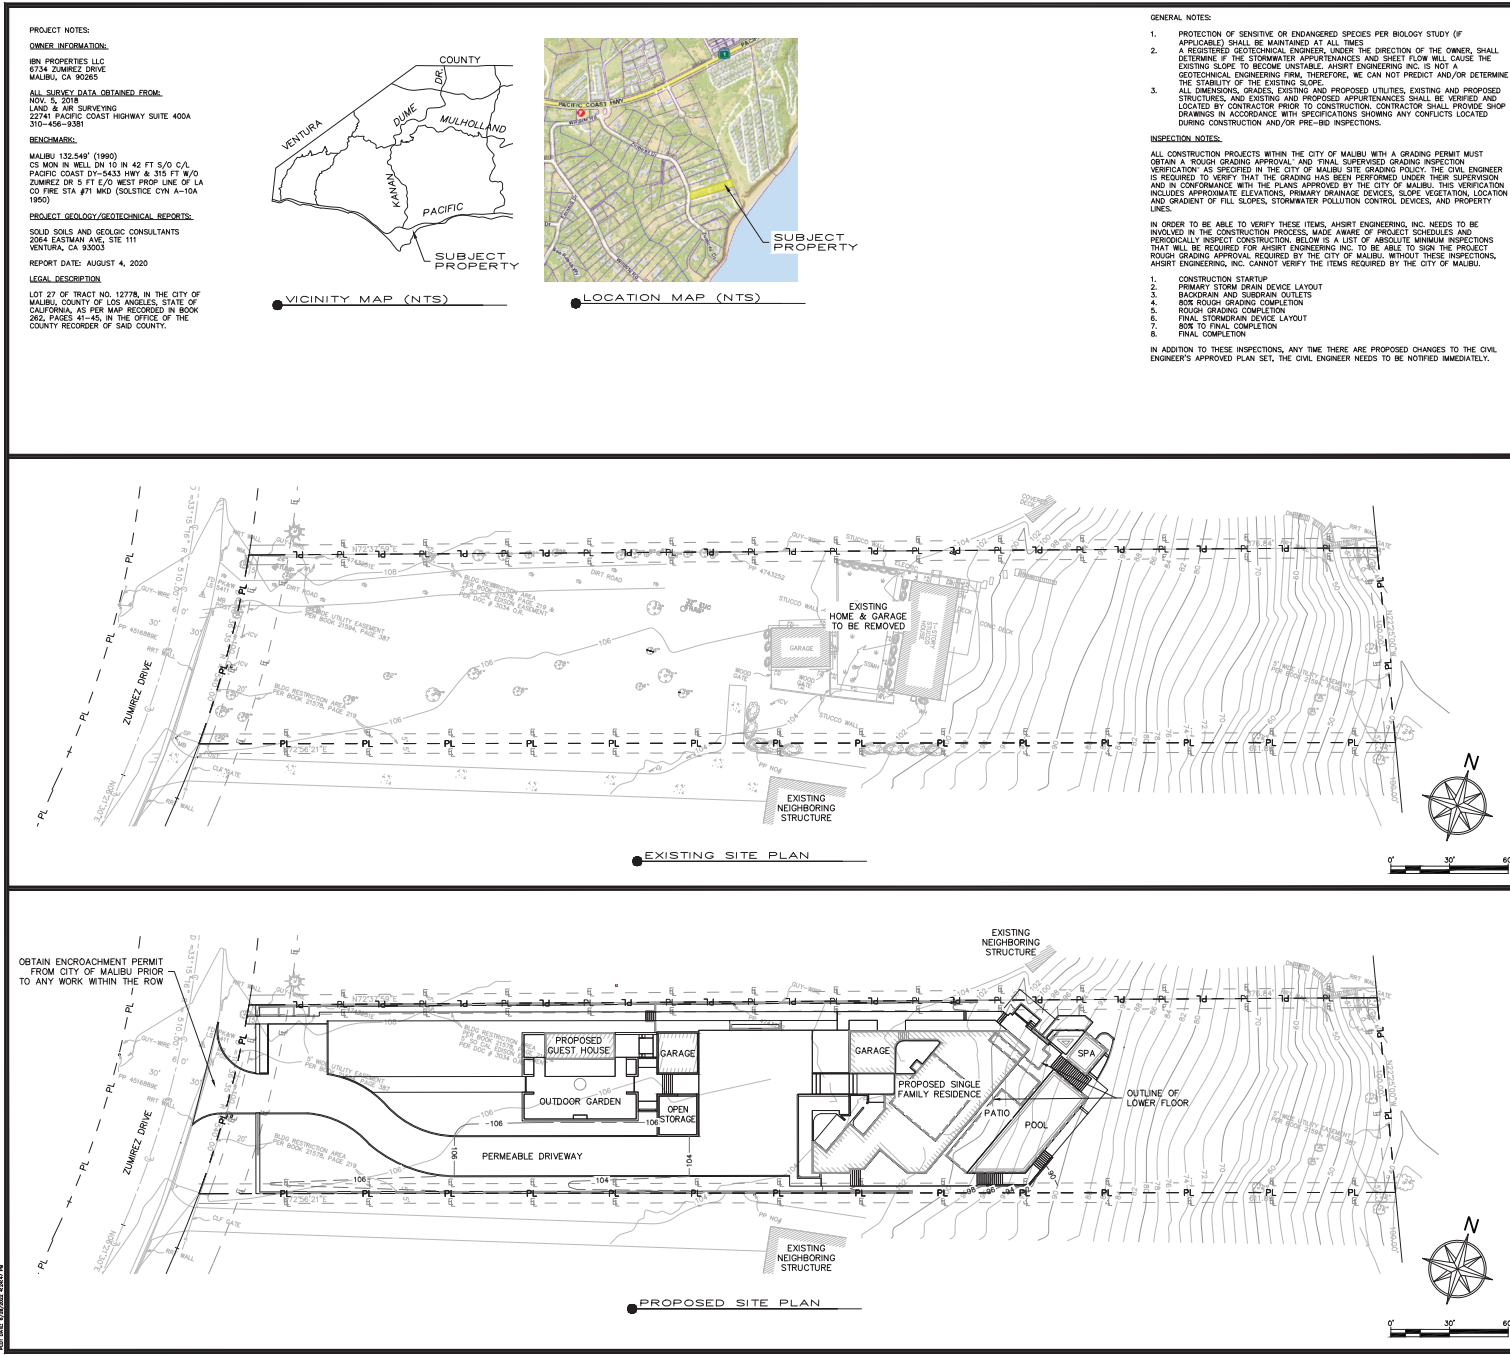 PROJECT NOTES:
OWNER INFORMATION:
IBN PROPERTIES LLC
6734 ZUMIREZ DRIVE
MALIBU, CA 90265
ALL SURVEY DATA OBTAINED FROM:
NOV. 5, 2018
LAND & AIR SURVEYING
22741 PACIFIC COAST HIGHWAY SUITE 400A
310-456-9381
BENCHMARK:
MALIBU 132.549' (1990)
CS MON IN WELL DN 10 IN 42 FT S/O C/L
PACIFIC COAST DY-5433 HWY & 315 FT W/O
ZUMIREZ DR 5 FT E/O WEST PROP LINE OF LA
CO FIRE STA #71 MKD (SOLSTICE CYN A-10A
1950)
PROJECT GEOLOGY/GEOTECHNICAL REPORTS:
SOLID SOILS AND GEOLGIC CONSULTANTS
2064 EASTMAN AVE, STE 111
VENTURA, CA 93003
REPORT DATE: AUGUST 4, 2020
LEGAL DESCRIPTION
LOT 27 OF TRACT NO. 12778, IN THE CITY OF
MALIBU, COUNTY OF LOS ANGELES, STATE OF
CALIFORNIA, AS PER MAP RECORDED IN BOOK
262, PAGES 41-45, IN THE OFFICE OF THE
COUNTY RECORDER OF SAID COUNTY.
COUNTY
VENTURA
DUME
DR.
MULHOLLAND
KANAN
PACIFIC
SUBJECT
PROPERTY
VICINITY MAP (NTS)
PACIFIC COAST HWY
SUBJECT
PROPERTY
LOCATION MAP (NTS)
GENERAL NOTES:
1. PROTECTION OF SENSITIVE OR ENDANGERED SPECIES PER BIOLOGY STUDY (IF
APPLICABLE) SHALL BE MAINTAINED AT ALL TIMES
2. A REGISTERED GEOTECHNICAL ENGINEER, UNDER THE DIRECTION OF THE OWNER, SHALL
DETERMINE IF THE STORMWATER APPURTENANCES AND SHEET FLOW WILL CAUSE THE
EXISTING SLOPE TO BECOME UNSTABLE. AHSIRT ENGINEERING INC. IS NOT A
GEOTECHNICAL ENGINEERING FIRM, THEREFORE, WE CAN NOT PREDICT AND/OR DETERMINE
THE STABILITY OF THE EXISTING SLOPE.
3. ALL DIMENSIONS, GRADES, EXISTING AND PROPOSED UTILITIES, EXISTING AND PROPOSED
STRUCTURES, AND EXISTING AND PROPOSED APPURTENANCES SHALL BE VERIFIED AND
LOCATED BY CONTRACTOR PRIOR TO CONSTRUCTION. CONTRACTOR SHALL PROVIDE SHOP
DRAWINGS IN ACCORDANCE WITH SPECIFICATIONS SHOWING ANY CONFLICTS LOCATED
DURING CONSTRUCTION AND/OR PRE-BID INSPECTIONS.
INSPECTION NOTES:
ALL CONSTRUCTION PROJECTS WITHIN THE CITY OF MALIBU WITH A GRADING PERMIT MUST
OBTAIN A 'ROUGH GRADING APPROVAL' AND 'FINAL SUPERVISED GRADING INSPECTION
VERIFICATION' AS SPECIFIED IN THE CITY OF MALIBU SITE GRADING POLICY. THE CIVIL ENGINEER
IS REQUIRED TO VERIFY THAT THE GRADING HAS BEEN PERFORMED UNDER THEIR SUPERVISION
AND IN CONFORMANCE WITH THE PLANS APPROVED BY THE CITY OF MALIBU. THIS VERIFICATION
INCLUDES APPROXIMATE ELEVATIONS, PRIMARY DRAINAGE DEVICES, SLOPE VEGETATION, LOCATION
AND GRADIENT OF FILL SLOPES, STORMWATER POLLUTION CONTROL DEVICES, AND PROPERTY
LINES.
IN ORDER TO BE ABLE TO VERIFY THESE ITEMS, AHSIRT ENGINEERING, INC. NEEDS TO BE
INVOLVED IN THE CONSTRUCTION PROCESS, MADE AWARE OF PROJECT SCHEDULES AND
PERIODICALLY INSPECT CONSTRUCTION. BELOW IS A LIST OF ABSOLUTE MINIMUM INSPECTIONS
THAT WILL BE REQUIRED FOR AHSIRT ENGINEERING INC. TO BE ABLE TO SIGN THE PROJECT
ROUGH GRADING APPROVAL REQUIRED BY THE CITY OF MALIBU. WITHOUT THESE INSPECTIONS,
AHSIRT ENGINEERING, INC. CANNOT VERIFY THE ITEMS REQUIRED BY THE CITY OF MALIBU.
1. CONSTRUCTION STARTUP
2. PRIMARY STORM DRAIN DEVICE LAYOUT
3. BACKDRAIN AND SUBDRAIN OUTLETS
4. 80% ROUGH GRADING COMPLETION
5. ROUGH GRADING COMPLETION
6. FINAL STORMDRAIN DEVICE LAYOUT
7. 80% TO FINAL COMPLETION
8. FINAL COMPLETION
IN ADDITION TO THESE INSPECTIONS, ANY TIME THERE ARE PROPOSED CHANGES TO THE CIVIL
ENGINEER'S APPROVED PLAN SET, THE CIVIL ENGINEER NEEDS TO BE NOTIFIED IMMEDIATELY.
ZUMIREZ DRIVE
DIRT ROAD
DIRT ROAD
BLDG RESTRICTION AREA
PER BOOK 21578, PAGE 219
STUCCO WALL
STUCCO WALL
GARAGE
EXISTING
HOME & GARAGE
TO BE REMOVED
CONC DECK
WOOD
GATE
STUCCO WALL
EXISTING
NEIGHBORING
STRUCTURE
N
0' 30' 60
EXISTING SITE PLAN
OBTAIN ENCROACHMENT PERMIT
FROM CITY OF MALIBU PRIOR
TO ANY WORK WITHIN THE ROW
EXISTING
NEIGHBORING
STRUCTURE
ZUMIREZ DRIVE
PROPOSED
GUEST HOUSE
GARAGE
OUTDOOR GARDEN
OPEN
STORAGE
PERMEABLE DRIVEWAY
GARAGE
PROPOSED SINGLE
FAMILY RESIDENCE
PATIO
POOL
SPA
OUTLINE OF
LOWER FLOOR
EXISTING
NEIGHBORING
STRUCTURE
N
0' 30' 60
PROPOSED SITE PLAN